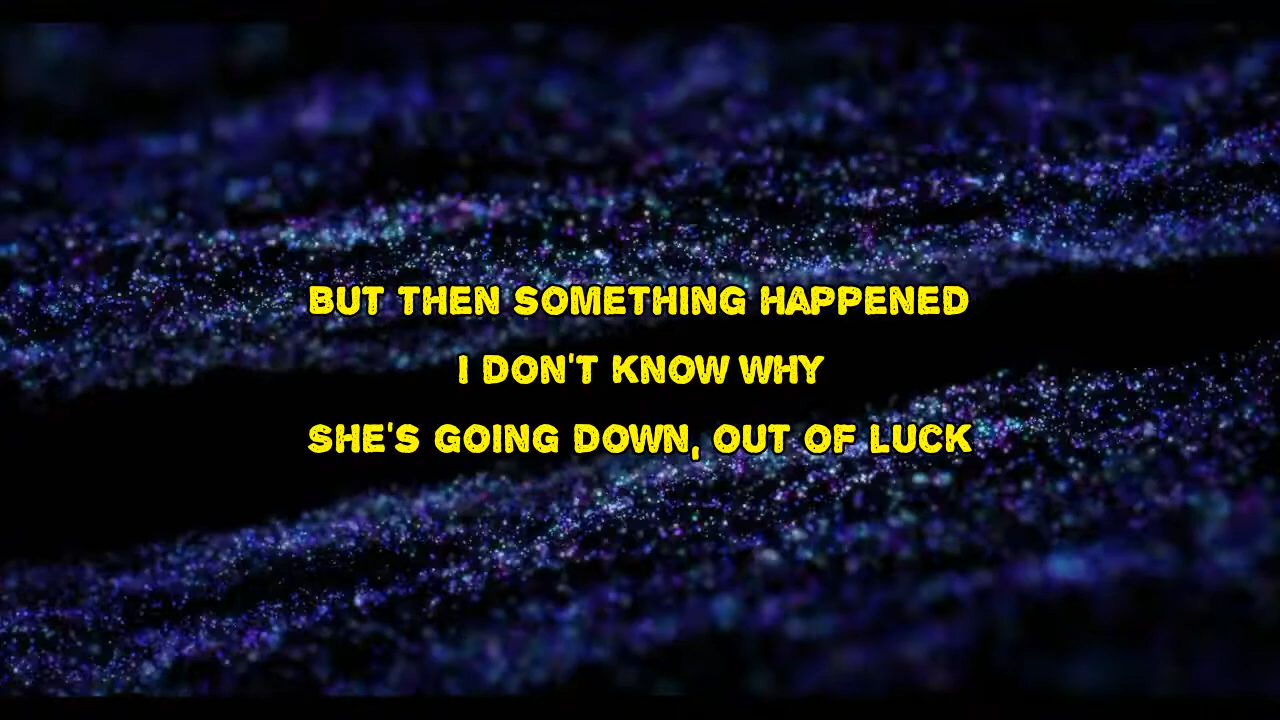 BUT THEN SOMETHING HAPPENED
I DON'T KNOW WHY
SHE'S GOING DOWN, OUT OF LUCK